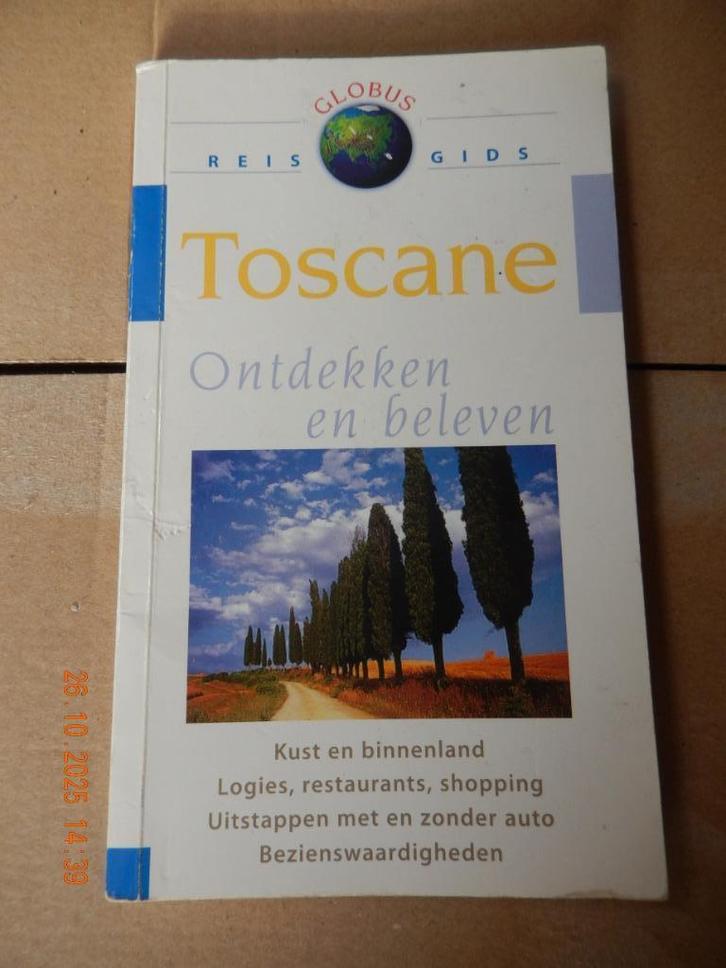 GLOBUS
REIS GIDS
Toscane
Ontdekken
en beleven
Kust en binnenland
Logies, restaurants, shopping
Uitstappen met en zonder auto
Bezienswaardigheden
26.10.2025 14:39